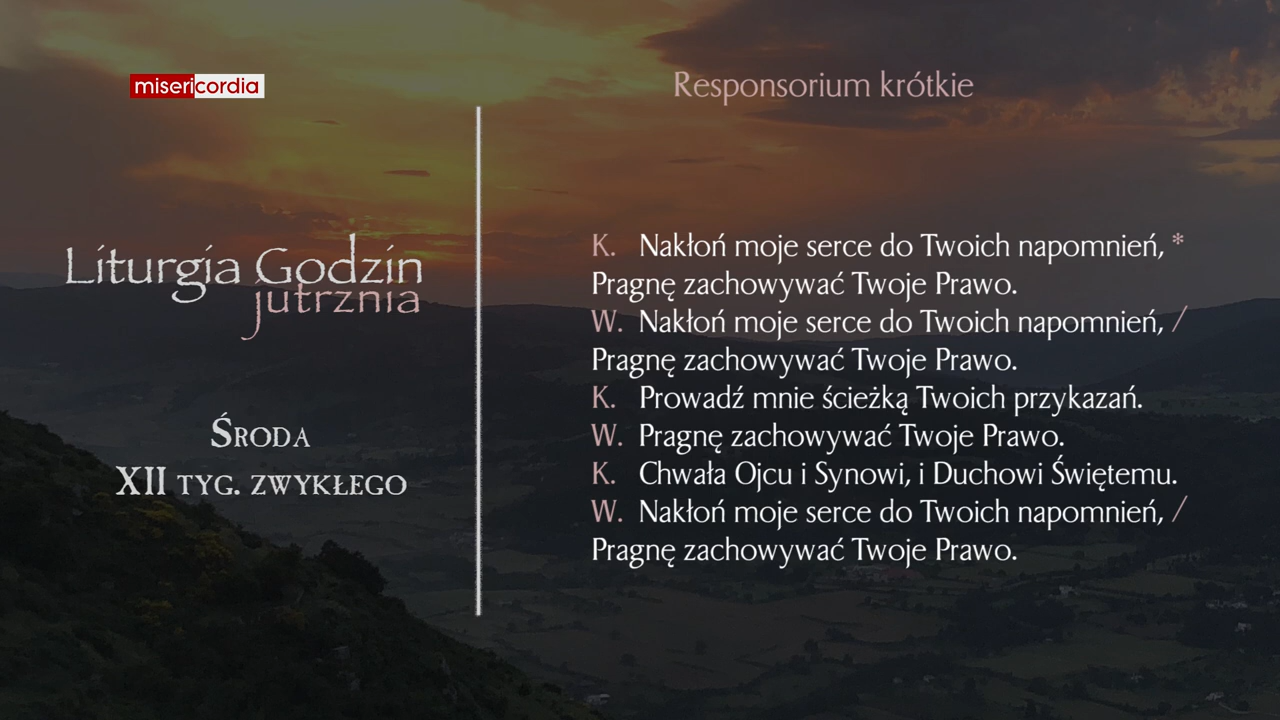 misericordia
Responsorium krótkie
Liturgia Godzin
jutrznia
Środa
XII tyg. zwykłego
K. Nakłoń moje serce do Twoich napomnień, *
Pragnę zachowywać Twoje Prawo.
W. Nakłoń moje serce do Twoich napomnień, /
Pragnę zachowywać Twoje Prawo.
K. Prowadź mnie ścieżką Twoich przykazań.
W. Pragnę zachowywać Twoje Prawo.
K. Chwała Ojcu i Synowi, i Duchowi Świętemu.
W. Nakłoń moje serce do Twoich napomnień, /
Pragnę zachowywać Twoje Prawo.